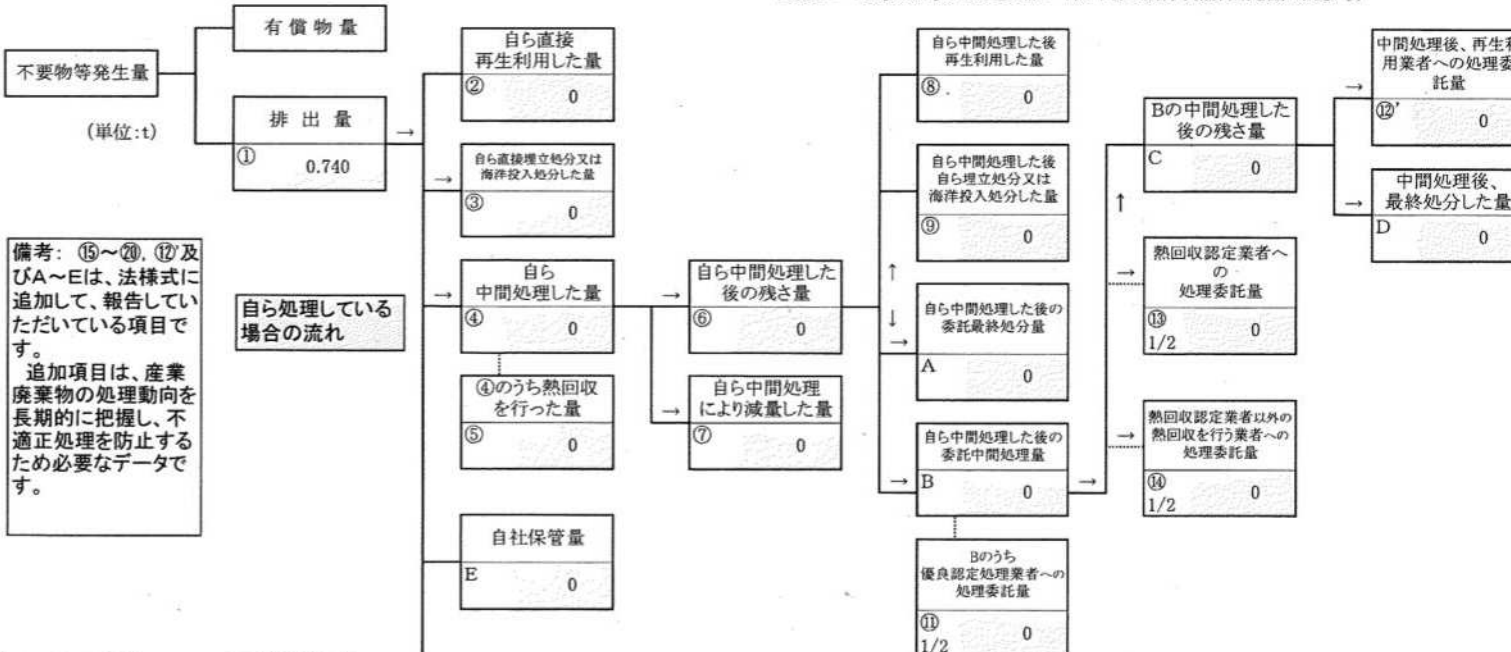 有償物量
不要物等発生量
(単位:t)
排出量
→
①
0.740
備考: ⑮~⑳, ⑫'及
びA~Eは、法様式に
追加して、報告してい
ただいている項目で
す。
追加項目は、産業
廃棄物の処理動向を
長期的に把握し、不
適正処理を防止する
ため必要なデータで
す。
自ら処理している
場合の流れ
自ら直接
再生利用した量
②
0
→
自ら直接埋立処分又は
海洋投入処分した量
③
0
→
自ら
中間処理した量
④
0
④のうち熱回収
を行った量
⑤
0
自社保管量
E
0
→
自ら中間処理した
後の残さ量
⑥
0
→
自ら中間処理
により減量した量
⑦
0
自ら中間処理した後
再生利用した量
⑧
0
自ら中間処理した後
自ら埋立処分又は
海洋投入処分した量
⑨
0
↑
↓
→
自ら中間処理した後の
委託最終処分量
A
0
→
自ら中間処理した後の
委託中間処理量
B
0
→
Bのうち
優良認定処理業者への
処理委託量
⑪
1/2
0
↑
Bの中間処理した
後の残さ量
C
0
→
熱回収認定業者へ
の
処理委託量
⑬
1/2
0
→
熱回収認定業者以外の
熱回収を行う業者への
処理委託量
⑭
1/2
0
→
中間処理後、再生利
用業者への処理委
託量
⑫'
0
→
中間処理後、
最終処分した量
D
0